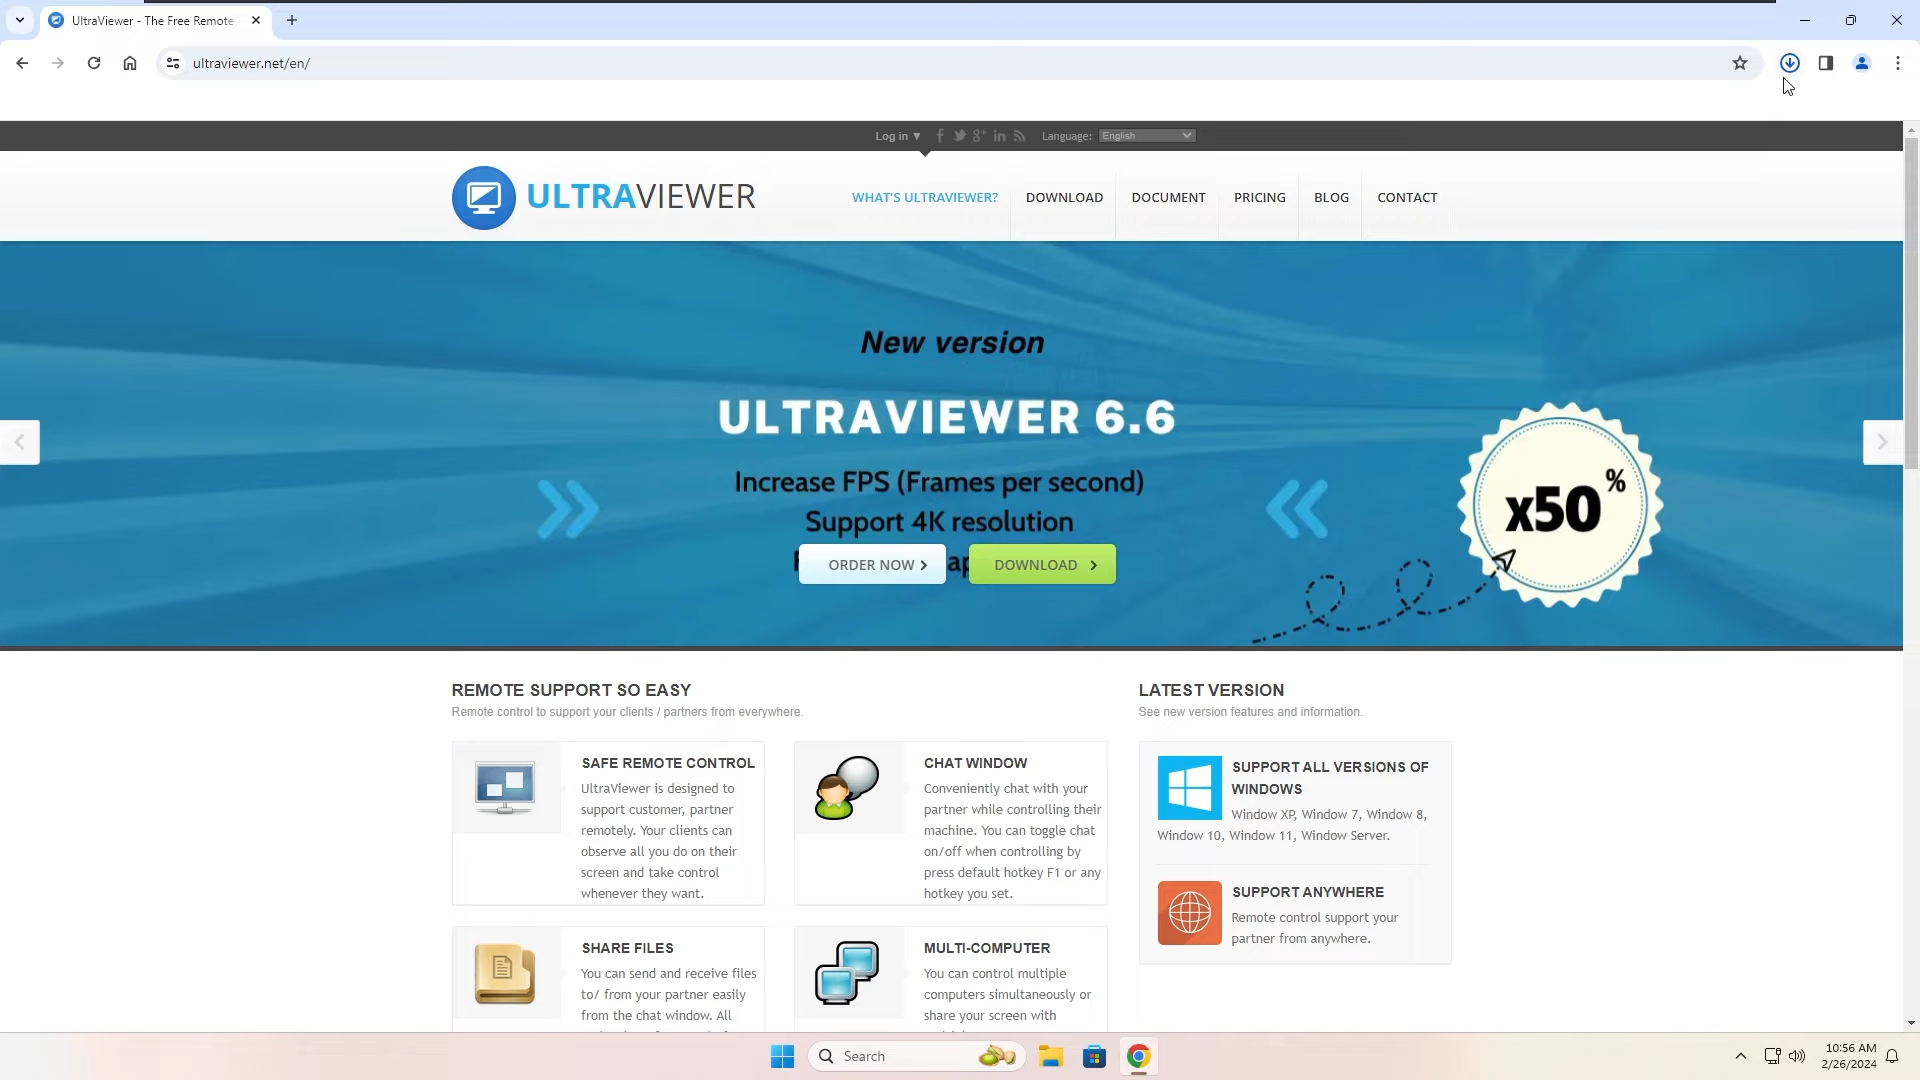 UltraViewer - The Free Remote
ultraviewer.net/en/
Log in ▼
Language: English
ULTRAVIEWER
WHAT'S ULTRAVIEWER?
DOWNLOAD
DOCUMENT
PRICING
BLOG
CONTACT
New version
ULTRAVIEWER 6.6
Increase FPS (Frames per second)
Support 4K resolution
ORDER NOW
DOWNLOAD
x50%
REMOTE SUPPORT SO EASY
Remote control to support your clients / partners from everywhere.
SAFE REMOTE CONTROL
UltraViewer is designed to
support customer, partner
remotely. Your clients can
observe all you do on their
screen and take control
whenever they want.
CHAT WINDOW
Conveniently chat with your
partner while controlling their
machine. You can toggle chat
on/off when controlling by
press default hotkey F1 or any
hotkey you set.
SHARE FILES
You can send and receive files
to/ from your partner easily
from the chat window. All
MULTI-COMPUTER
You can control multiple
computers simultaneously or
share your screen with
LATEST VERSION
See new version features and information.
SUPPORT ALL VERSIONS OF
WINDOWS
Window XP, Window 7, Window 8,
Window 10, Window 11, Window Server.
SUPPORT ANYWHERE
Remote control support your
partner from anywhere.
Search
10:56 AM
2/26/2024